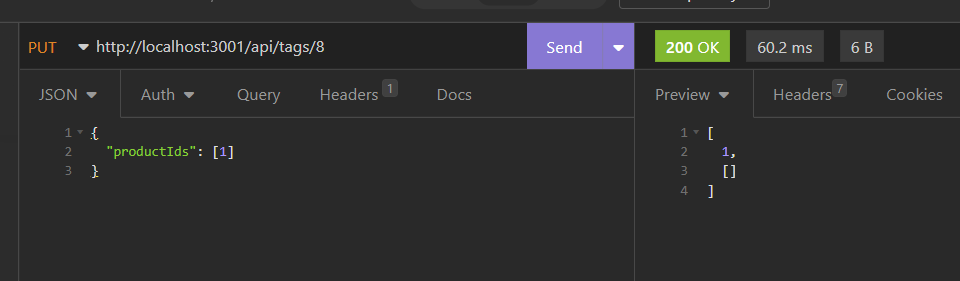 PUT http://localhost:3001/api/tags/8 Send 200 OK 60.2 ms 6 B
JSON Auth Query Headers 1 Docs Preview Headers 7 Cookies
1 {
2 "productIds": [1]
3 }
1 [
2 1,
3 []
4 ]